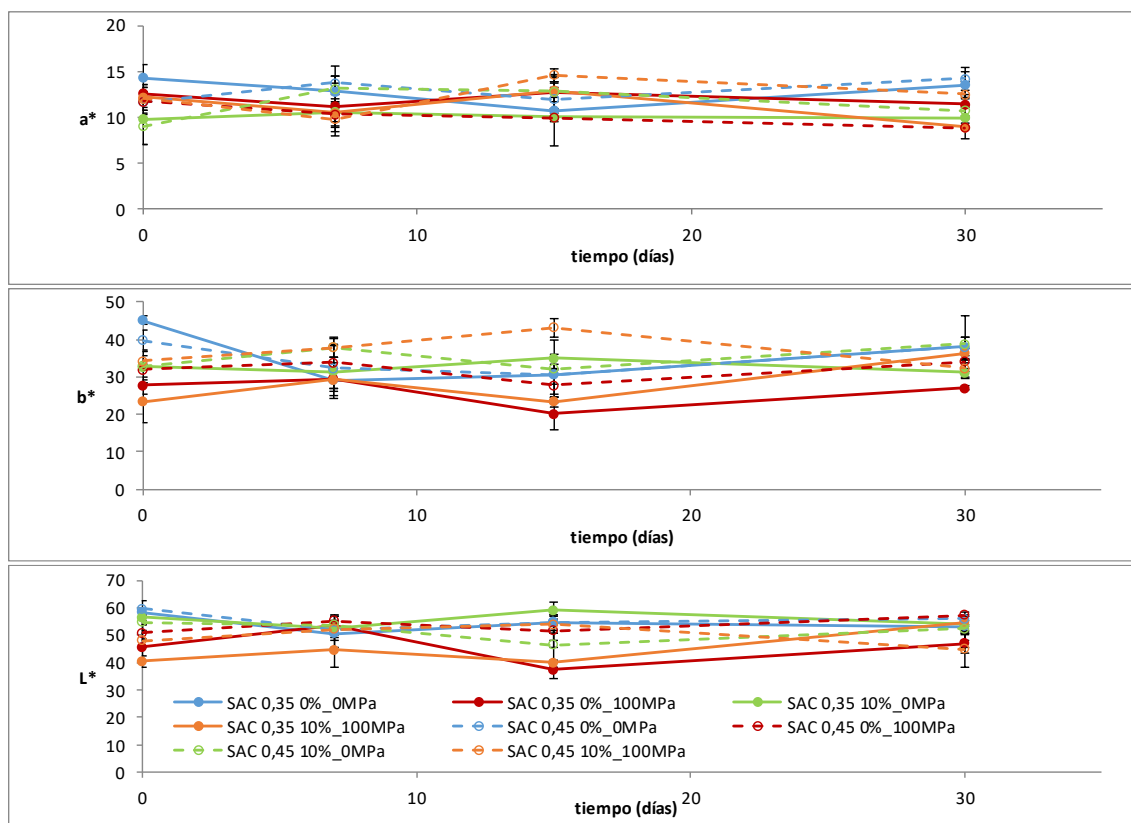 20
15
10
5
0
a*
0 10 20 30
tiempo (días)
50
40
30
20
10
0
b*
0 10 20 30
tiempo (días)
70
60
50
40
30
20
10
0
L*
SAC 0,35 0%_0MPa SAC 0,35 0%_100MPa SAC 0,35 10%_0MPa
SAC 0,35 10%_100MPa SAC 0,45 0%_0MPa SAC 0,45 0%_100MPa
SAC 0,45 10%_0MPa SAC 0,45 10%_100MPa
0 10 20 30
tiempo (días)